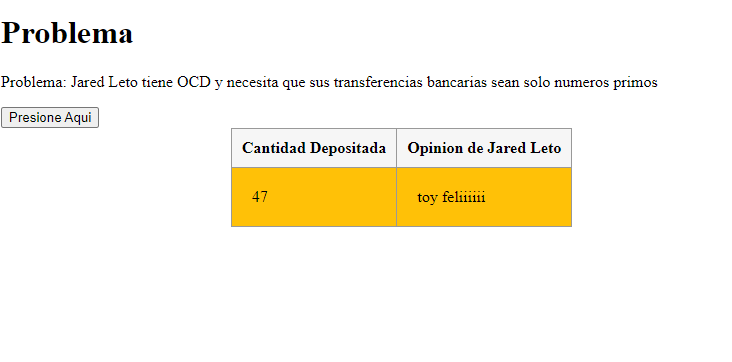 Problema
Problema: Jared Leto tiene OCD y necesita que sus transferencias bancarias sean solo numeros primos
Presione Aqui
Cantidad Depositada Opinion de Jared Leto
47 toy feliiiiii